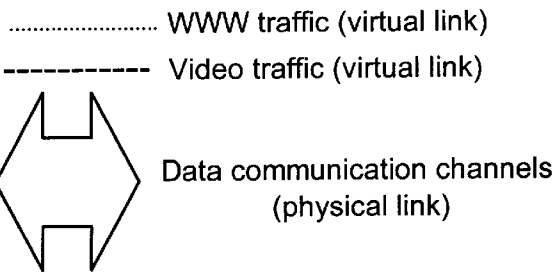 WWW traffic (virtual link)
Video traffic (virtual link)
Data communication channels
(physical link)